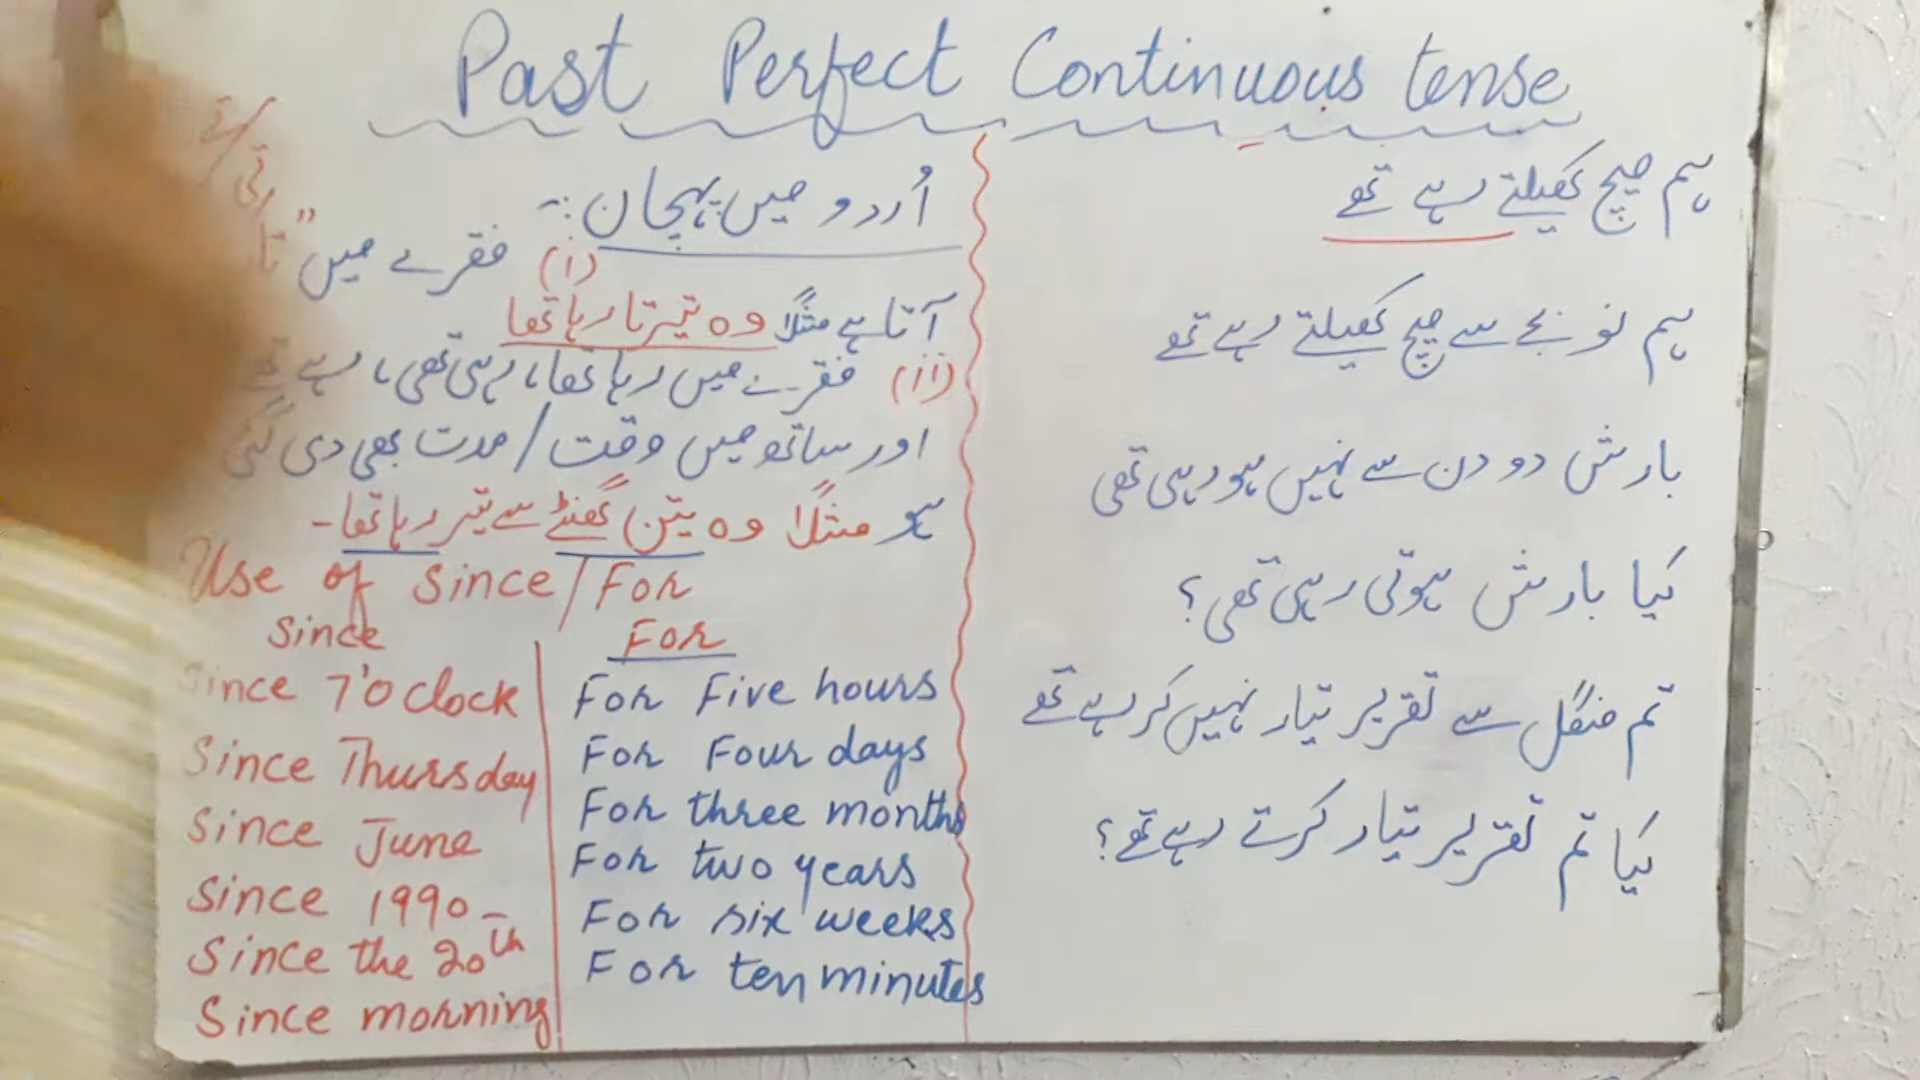 Past Perfect Continuous tense
اُردو میں پہچان :-
(i) فقرے میں "تا
رہتی/تے
آتا ہے مثلاً وہ تیرتا رہا تھا
(ii) فقرے میں رہا تھا، رہی تھی، رہے تھے
اور ساتھ میں وقت/مدت بھی دی گئی
ہو مثلاً وہ تین گھنٹے سے تیر رہا تھا-
Use of Since/For
Since
Since 7'O clock
Since Thursday
Since June
Since 1990-
Since the 20th
Since morning
For
For Five hours
For Four days
For three months
For two years
For six weeks
For ten minutes
ہم میچ کھیلتے رہے تھے
ہم نو بجے سے میچ کھیلتے رہے تھے
بارش دو دن سے نہیں ہو رہی تھی
کیا بارش ہوتی رہی تھی؟
تم منگل سے تقریر تیار نہیں کر رہے تھے
کیا تم تقریر تیار کرتے رہے تھے؟